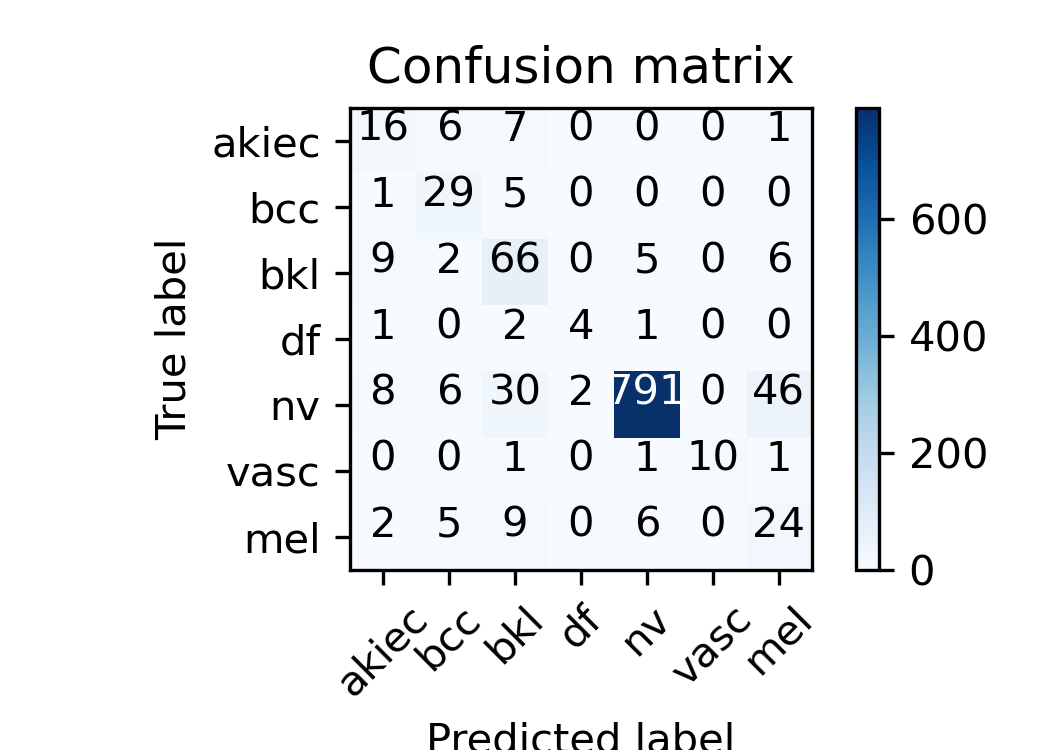 Confusion matrix
akiec 16 6 7 0 0 0 1
bcc 1 29 5 0 0 0 0
bkl 9 2 66 0 5 0 6
df 1 0 2 4 1 0 0
nv 8 6 30 2 791 0 46
vasc 0 0 1 0 1 10 1
mel 2 5 9 0 6 0 24
True label
akiec bcc bkl df nv vasc mel
Predicted label
600
400
200
0